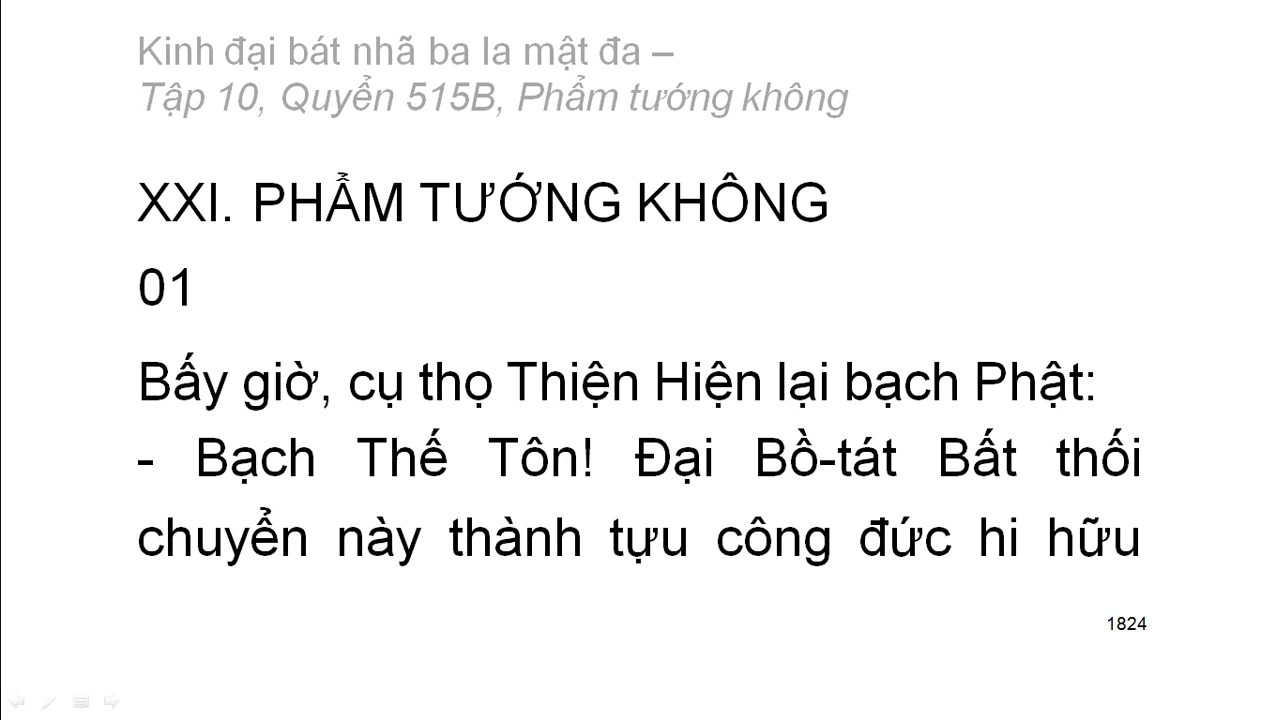 Kinh đại bát nhã ba la mật đa –
Tập 10, Quyển 515B, Phẩm tướng không
XXI. PHẨM TƯỚNG KHÔNG
01
Bấy giờ, cụ thọ Thiện Hiện lại bạch Phật:
- Bạch Thế Tôn! Đại Bồ-tát Bất thối
chuyển này thành tựu công đức hi hữu
1824